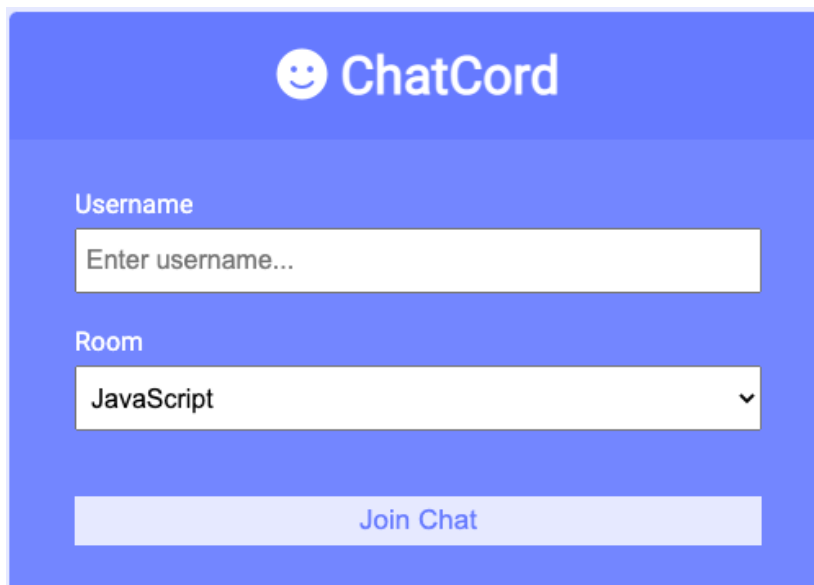 ChatCord
Username
Enter username...
Room
JavaScript
Join Chat